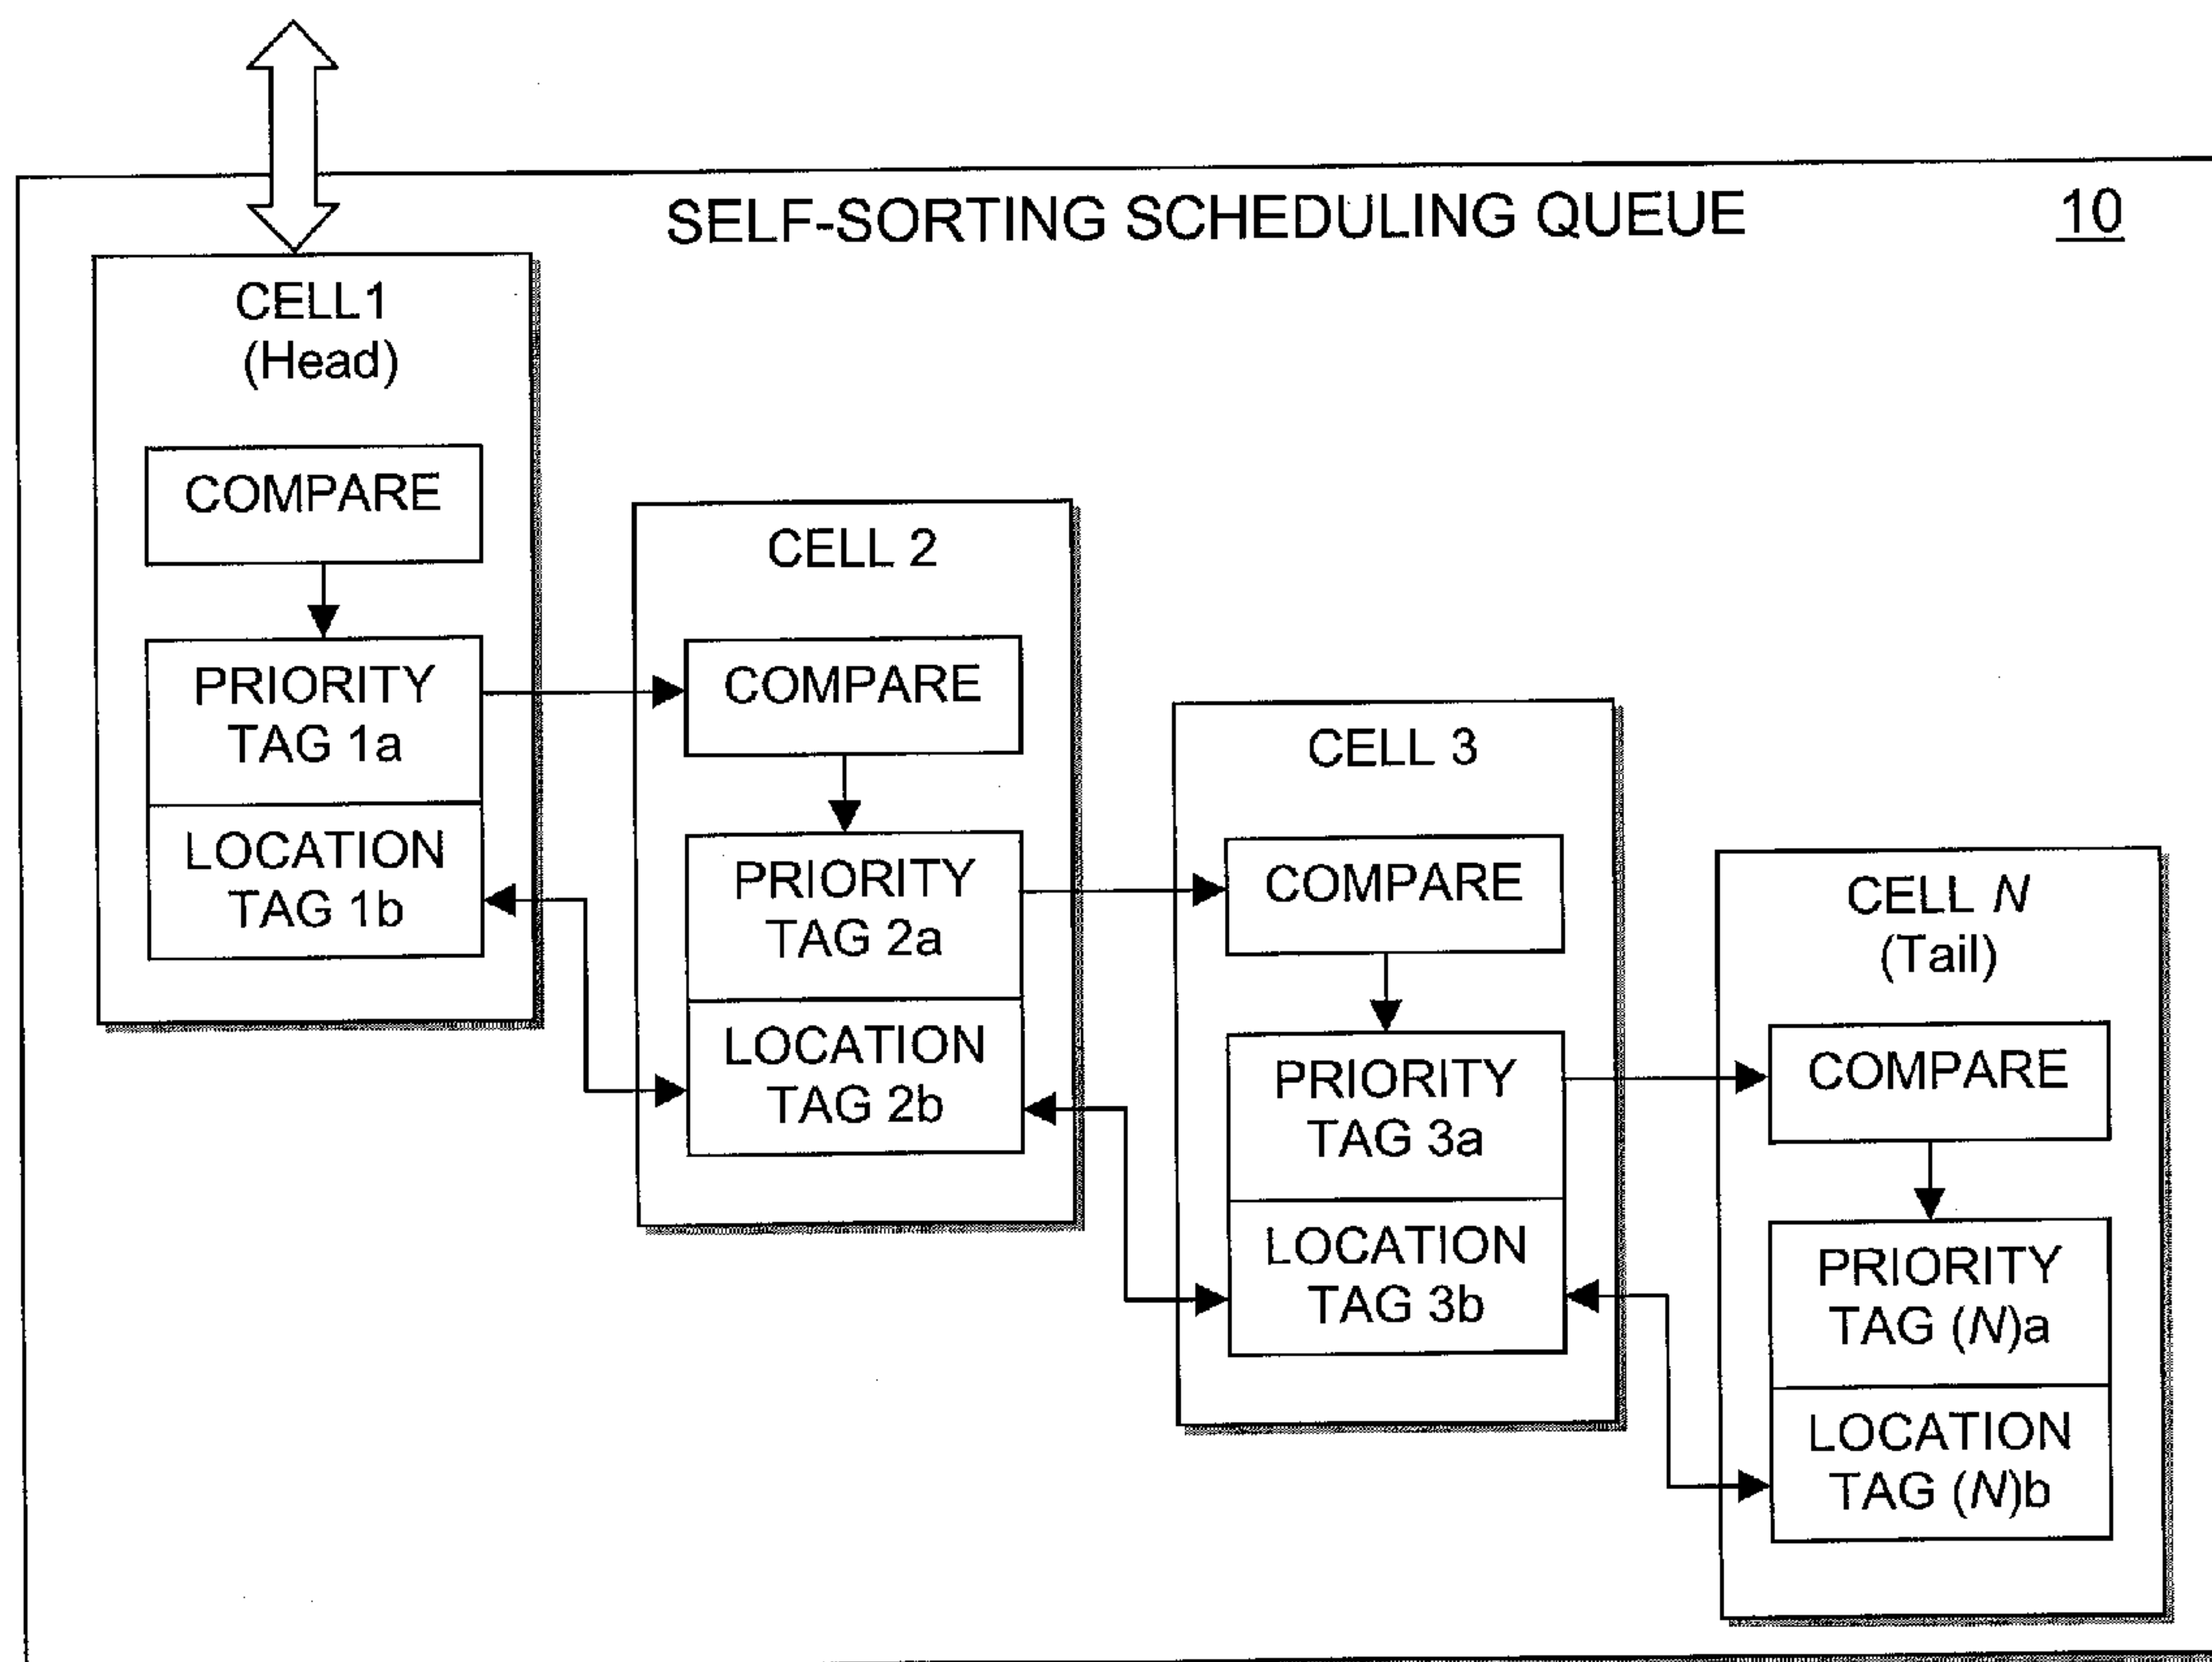 SELF-SORTING SCHEDULING QUEUE
10
CELL1
(Head)
COMPARE
PRIORITY
TAG 1a
LOCATION
TAG 1b
CELL 2
COMPARE
PRIORITY
TAG 2a
LOCATION
TAG 2b
CELL 3
COMPARE
PRIORITY
TAG 3a
LOCATION
TAG 3b
CELL N
(Tail)
COMPARE
PRIORITY
TAG (N)a
LOCATION
TAG (N)b